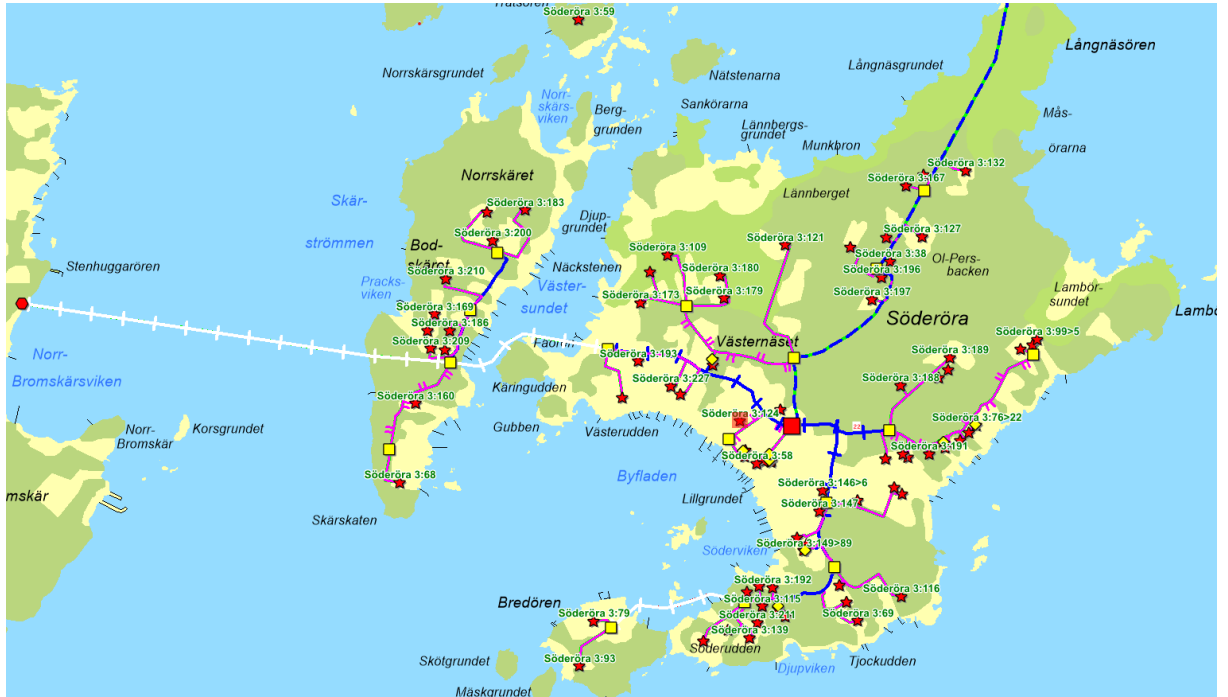 Trätsören
Söderöra 3:59
Långnäsören
Norrskärsgrundet
Långnäsgrundet
Nätstenarna
Norr-
skärs-
viken
Berg-
grunden
Sankörarna
Lännbergs-
grundet
Munkbron
Mås-
örarna
Söderöra 3:132
Norrskäret
Söderöra 3:167
Lännberget
Söderöra 3:183
Skär-
strömmen
Djup-
grundet
Söderöra 3:200
Söderöra 3:121
Söderöra 3:127
Bod-
skäret
Söderöra 3:109
Söderöra 3:38
Ol-Pers-
backen
Stenhuggarören
Söderöra 3:210
Näckstenen
Söderöra 3:180
Söderöra 3:196
Pracks-
viken
Väster-
sundet
Söderöra 3:173
Söderöra 3:179
Söderöra 3:197
Lambör-
sundet
Lambö
Söderöra 3:169
Söderöra 3:186
Söderöra
Söderöra 3:99>5
Söderöra 3:209
Faorrin
Västernäset
Norr-
Bromskärsviken
Söderöra 3:193
Söderöra 3:189
Käringudden
Söderöra 3:227
Söderöra 3:188
Söderöra 3:160
Söderöra 3:124
Söderöra 3:76>22
Norr-
Bromskär
Korsgrundet
Gubben
Västerudden
zz
Söderöra 3:191
Söderöra 3:58
Söderöra 3:68
Byfladen
Söderöra 3:146>6
mskär
Lillgrundet
Söderöra 3:147
Skärskaten
Söderöra 3:149>89
Söderviken
Söderöra 3:192
Söderöra 3:116
Bredören
Söderöra 3:115
Söderöra 3:79
Söderöra 3:211
Söderöra 3:69
Söderöra 3:139
Söderudden
Skötgrundet
Söderöra 3:93
Djupviken
Tjockudden
Mäskgrundet